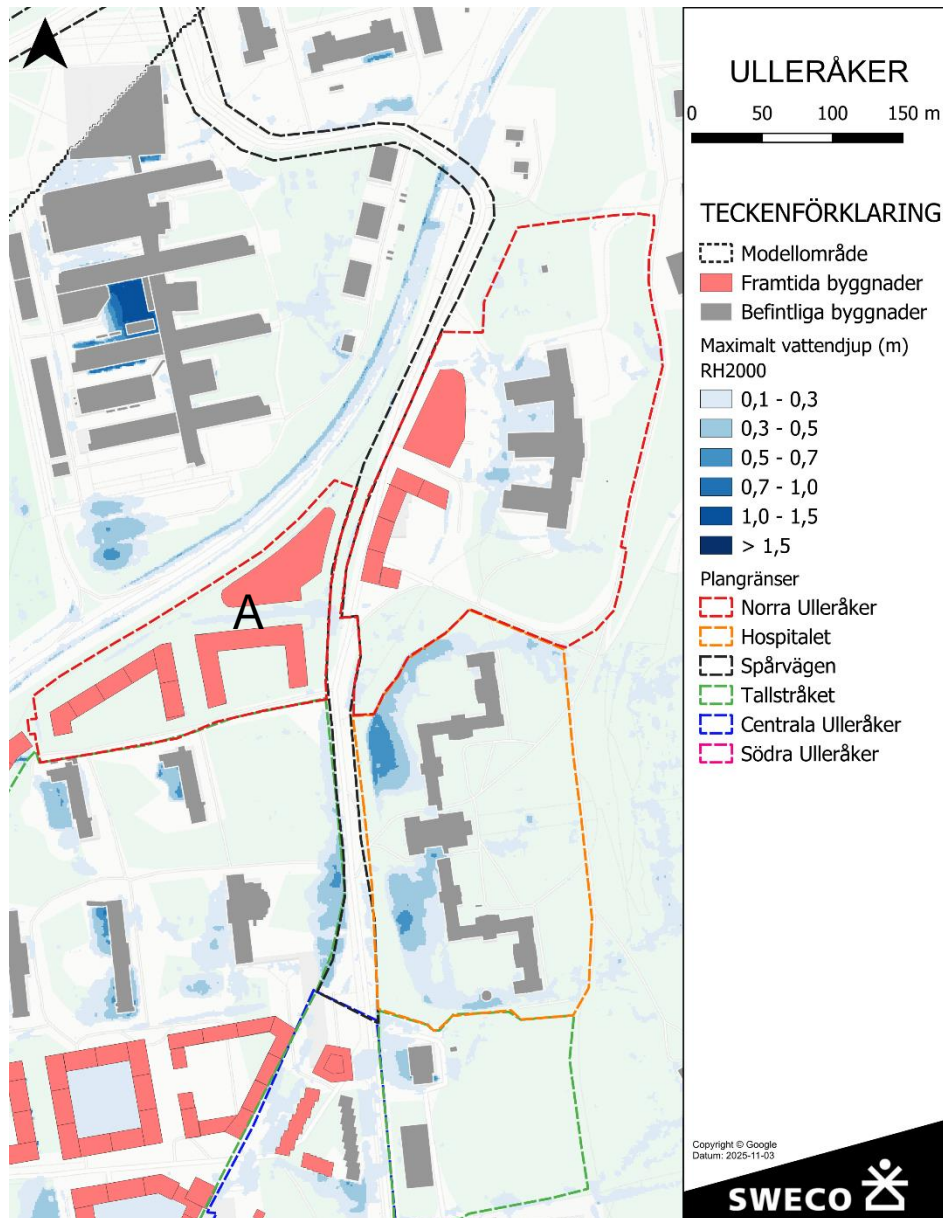 A
ULLERÅKER
0 50 100 150 m
TECKENFÖRKLARING
Modellområde
Framtida byggnader
Befintliga byggnader
Maximalt vattendjup (m)
RH2000
0,1 - 0,3
0,3 - 0,5
0,5 - 0,7
0,7 - 1,0
1,0 - 1,5
> 1,5
Plangränser
Norra Ulleråker
Hospitalet
Spårvägen
Tallstråket
Centrala Ulleråker
Södra Ulleråker
Copyright © Google
Datum: 2025-11-03
SWECO